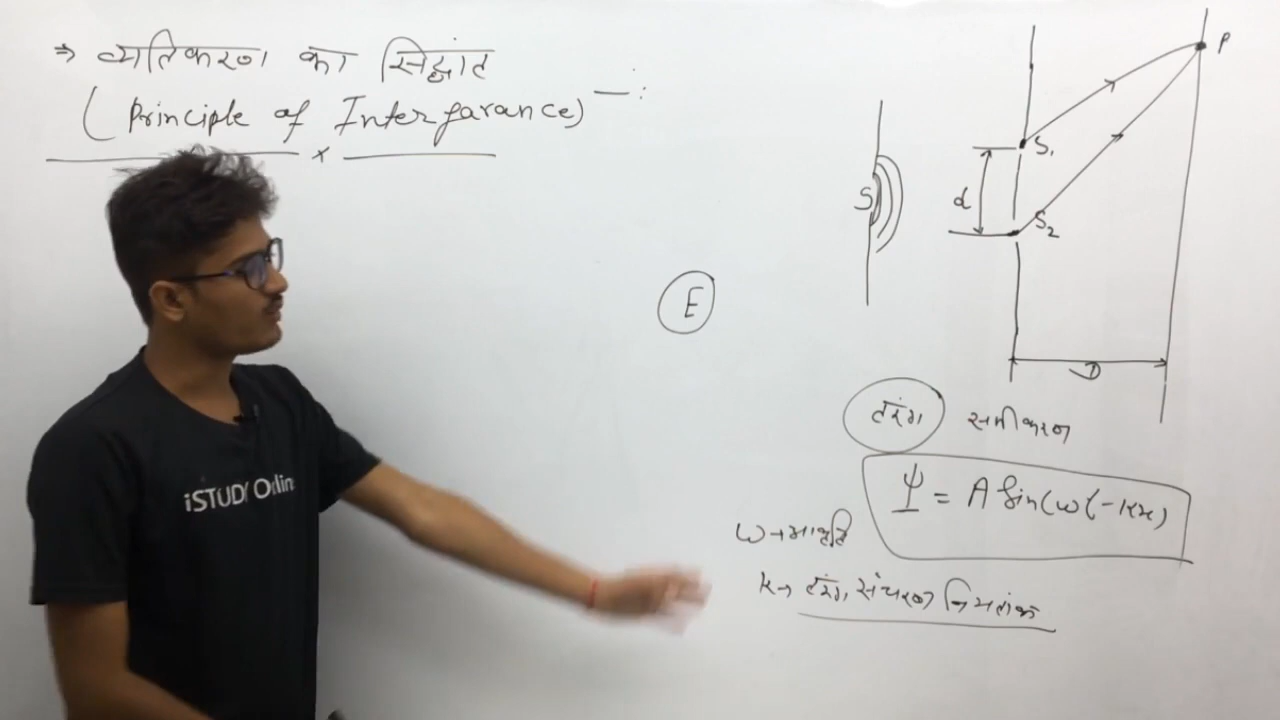 ⇒ व्यतिकरण का सिद्धांत
(Principle of Interfarance) —:
P
S₁
S
d
S₂
E
D
तरंग समीकरण
Ψ = A Sin(ωt-kx)
ω→आवृत्ति
k→ तरंग संचरण नियतांक
iSTUDY Onlin